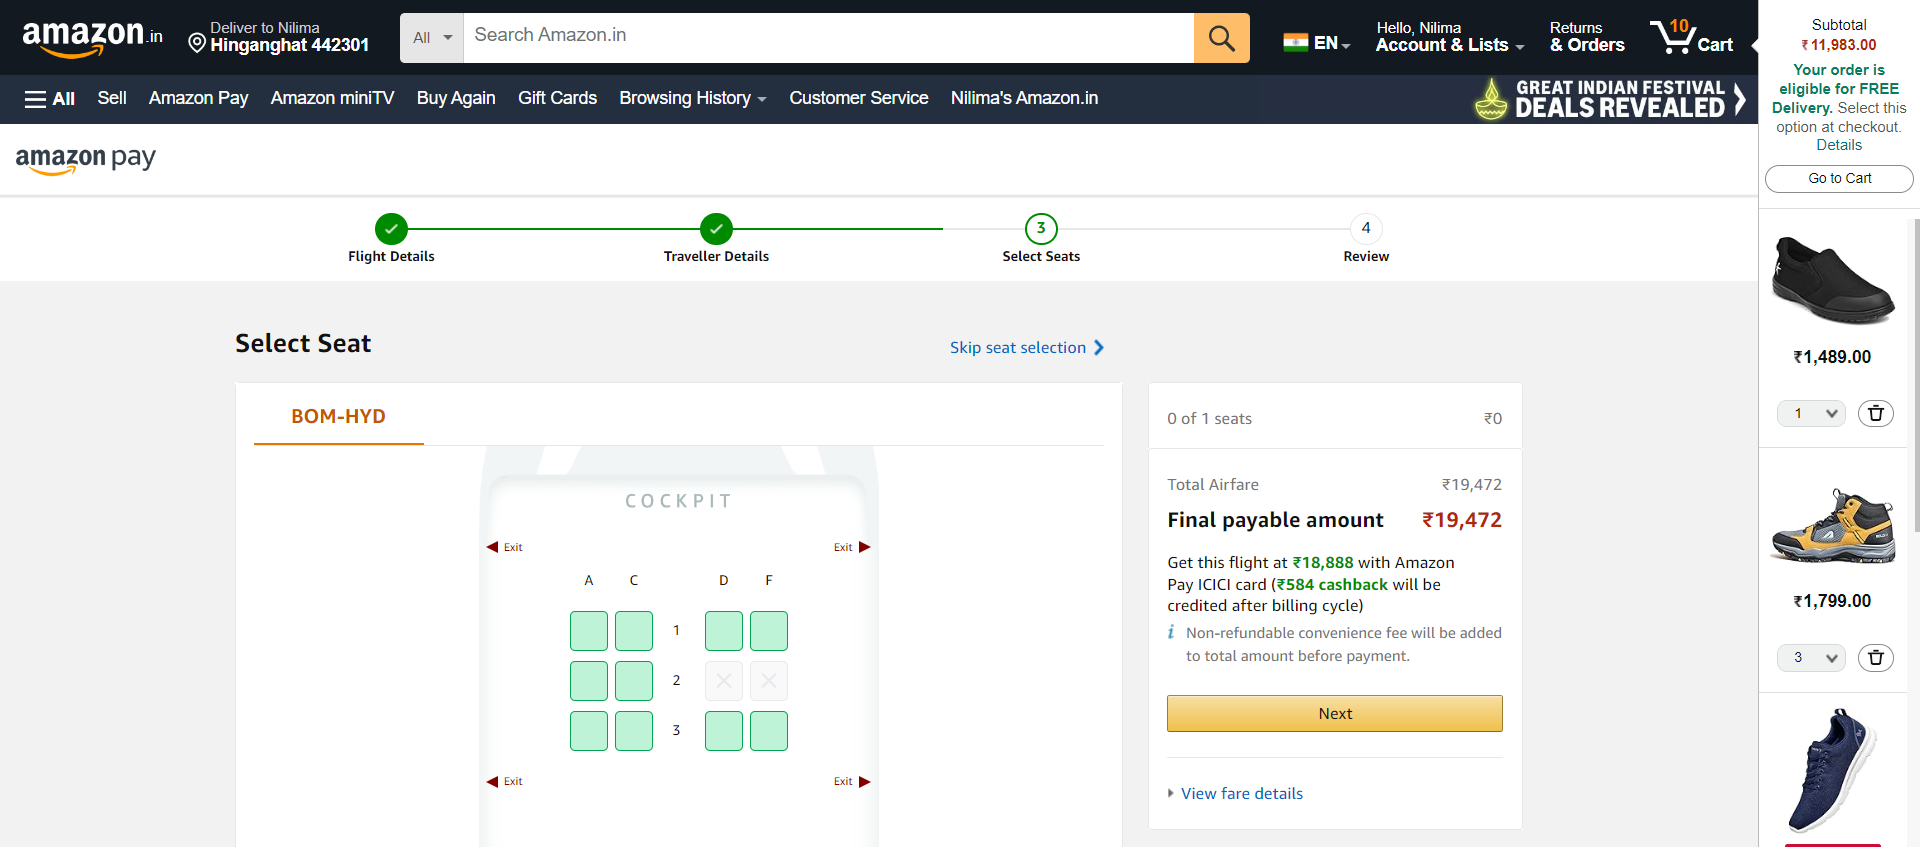 amazon.in
Deliver to Nilima
Hinganghat 442301
All
Search Amazon.in
EN
Hello, Nilima
Account & Lists
Returns
& Orders
10
Cart
All
Sell
Amazon Pay
Amazon miniTV
Buy Again
Gift Cards
Browsing History
Customer Service
Nilima's Amazon.in
GREAT INDIAN FESTIVAL
DEALS REVEALED
amazon pay
Flight Details
Traveller Details
3
Select Seats
4
Review
Select Seat
Skip seat selection
BOM-HYD
COCKPIT
Exit
Exit
A C D F
1
2
3
Exit
Exit
0 of 1 seats ₹0
Total Airfare ₹19,472
Final payable amount ₹19,472
Get this flight at ₹18,888 with Amazon
Pay ICICI card (₹584 cashback will be
credited after billing cycle)
i Non-refundable convenience fee will be added
to total amount before payment.
Next
View fare details
Subtotal
₹11,983.00
Your order is
eligible for FREE
Delivery. Select this
option at checkout.
Details
Go to Cart
₹1,489.00
1
₹1,799.00
3